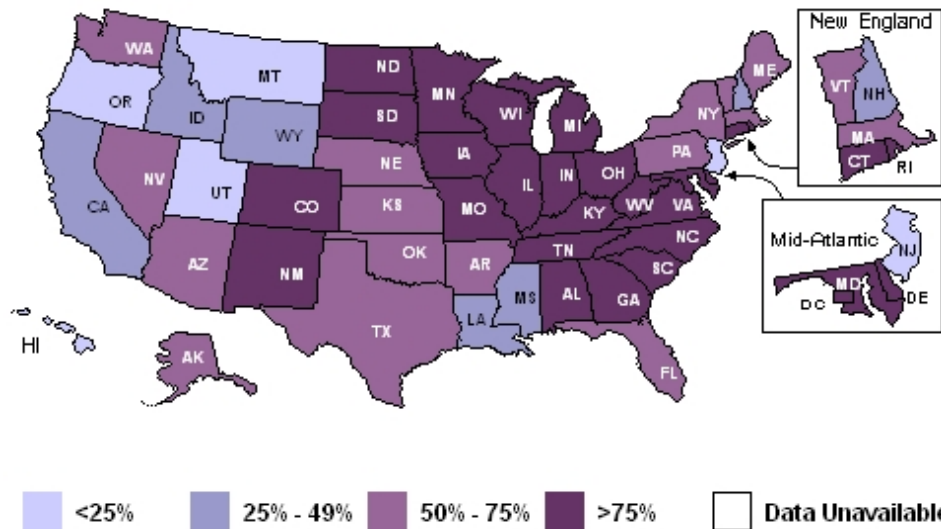 New England
WA
MT
ND
MN
ME
VT
NH
OR
ID
SD
WI
MI
NY
WY
MA
IA
PA
CT
RI
NV
NE
IL
IN
OH
UT
CA
CO
KS
MO
KY
WV
VA
Mid-Atlantic
NJ
TN
NC
AZ
NM
OK
AR
SC
MD
MS
AL
GA
DC
DE
LA
TX
HI
AK
FL
<25%
25% - 49%
50% - 75%
>75%
Data Unavailable